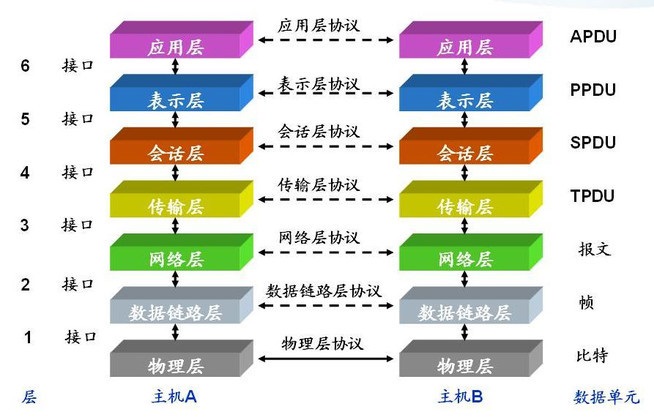 应用层 应用层协议 应用层 APDU
6 接口
表示层 表示层协议 表示层 PPDU
5 接口
会话层 会话层协议 会话层 SPDU
4 接口
传输层 传输层协议 传输层 TPDU
3 接口
网络层 网络层协议 网络层 报文
2 接口
数据链路层 数据链路层协议 数据链路层 帧
1 接口
物理层 物理层协议 物理层 比特
层 主机A 主机B 数据单元